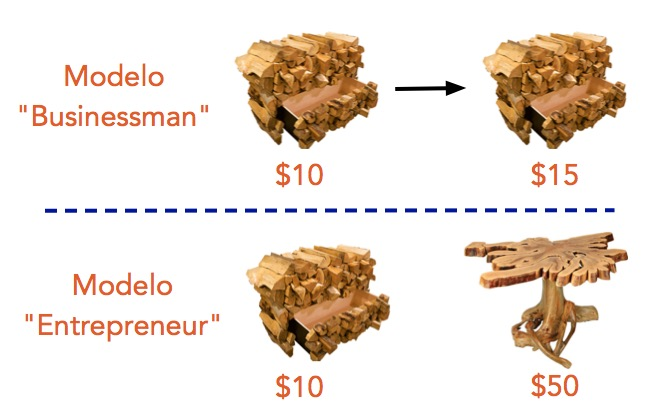 Modelo
"Businessman"
$10
$15
Modelo
"Entrepreneur"
$10
$50